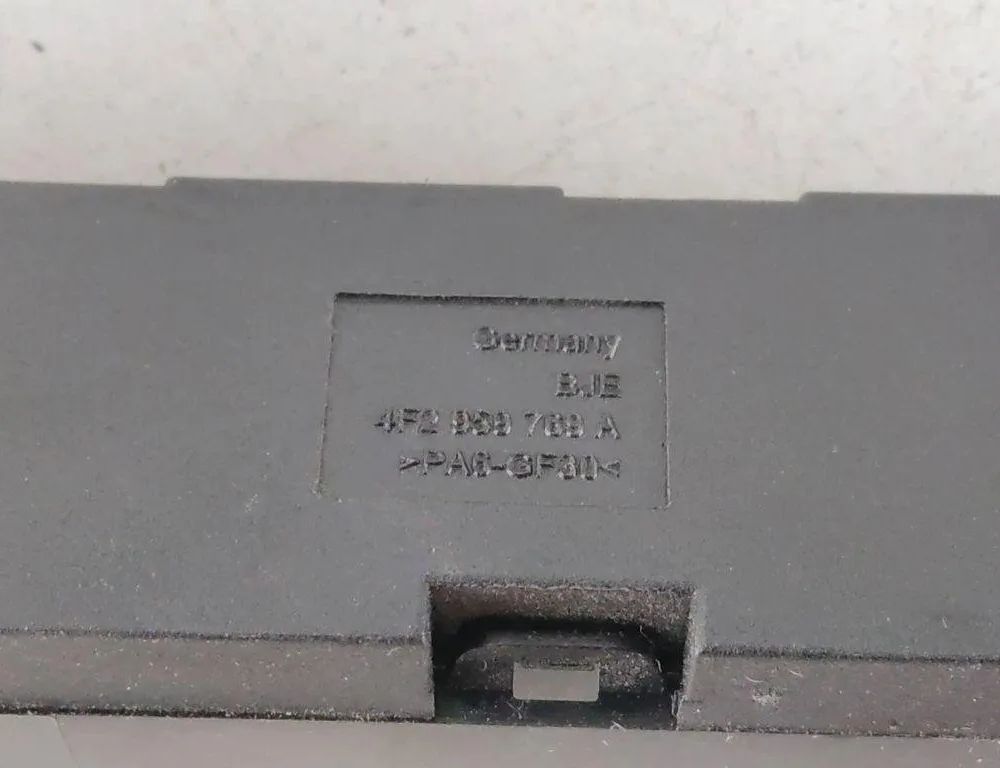 Germany
BJB
4F2 959 769 A
>PA6-GF30<